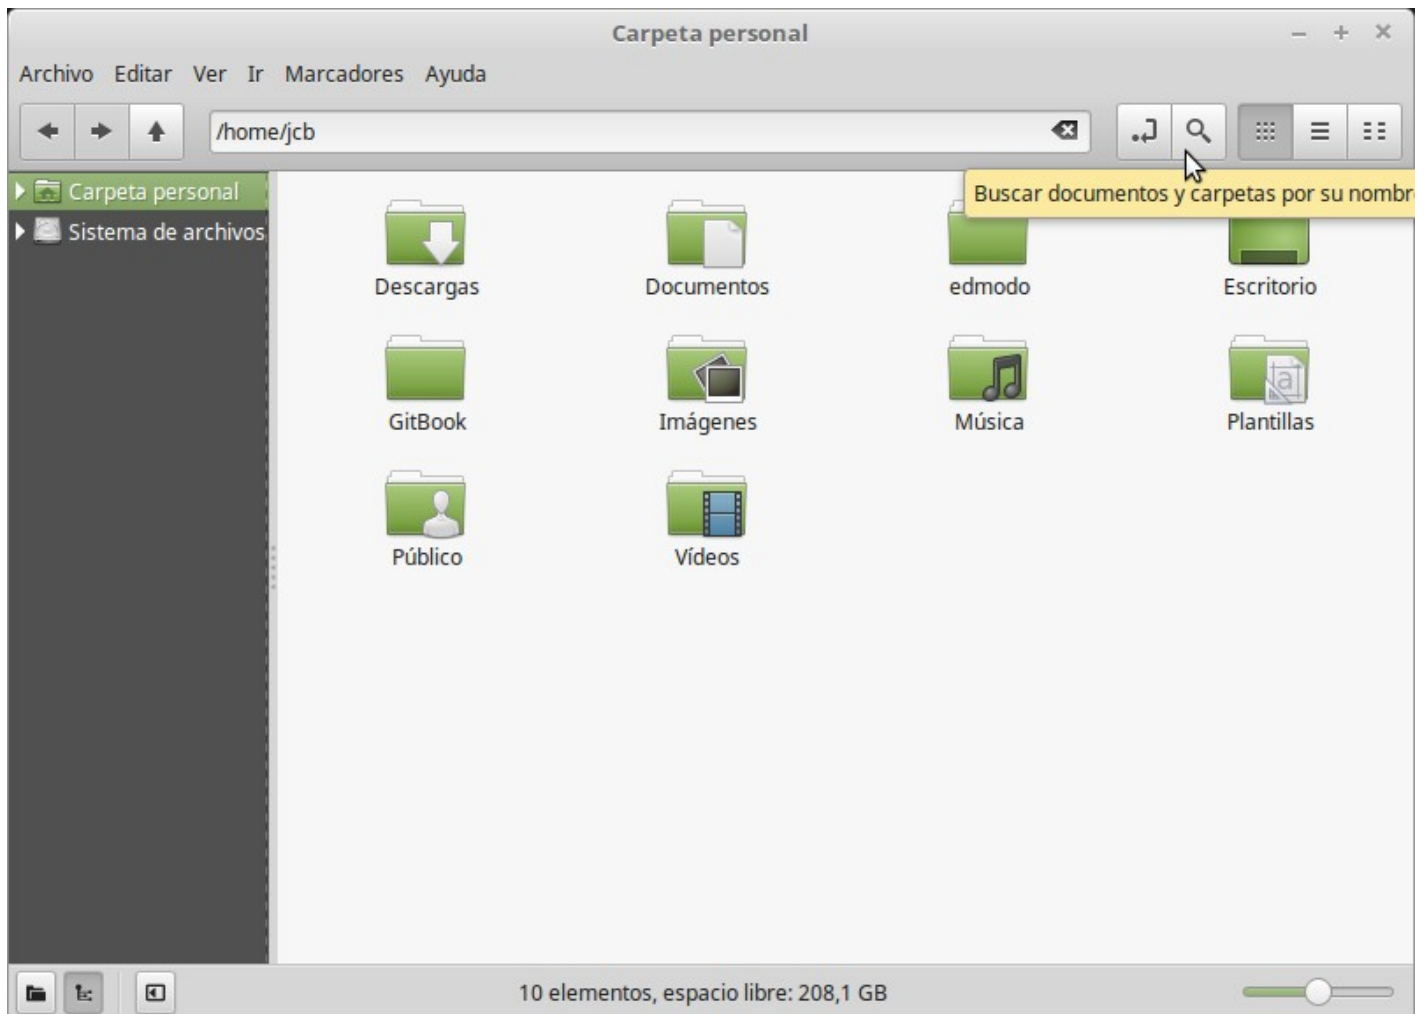 Carpeta personal
Archivo Editar Ver Ir Marcadores Ayuda
/home/jcb
Carpeta personal
Sistema de archivos
Buscar documentos y carpetas por su nombre
Descargas Documentos edmodo Escritorio
GitBook Imágenes Música Plantillas
Público Vídeos
10 elementos, espacio libre: 208,1 GB